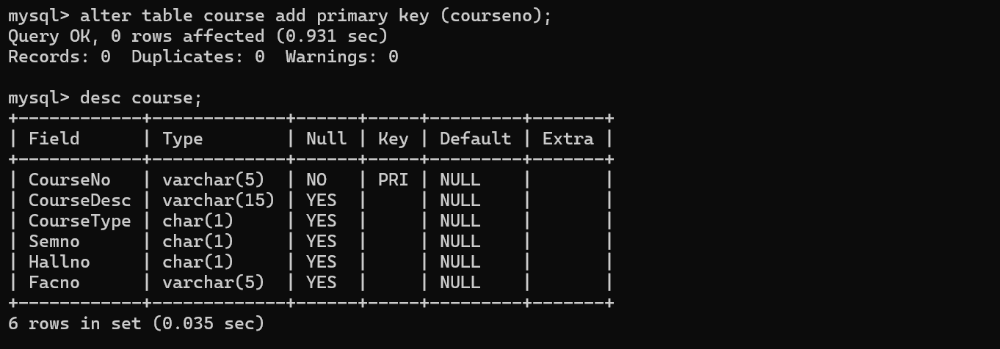 mysql> alter table course add primary key (courseno);
Query OK, 0 rows affected (0.931 sec)
Records: 0  Duplicates: 0  Warnings: 0

mysql> desc course;
+------------+-------------+------+-----+---------+-------+
| Field      | Type        | Null | Key | Default | Extra |
+------------+-------------+------+-----+---------+-------+
| CourseNo   | varchar(5)  | NO   | PRI | NULL    |       |
| CourseDesc | varchar(15) | YES  |     | NULL    |       |
| CourseType | char(1)     | YES  |     | NULL    |       |
| Semno      | char(1)     | YES  |     | NULL    |       |
| Hallno     | char(1)     | YES  |     | NULL    |       |
| Facno      | varchar(5)  | YES  |     | NULL    |       |
+------------+-------------+------+-----+---------+-------+
6 rows in set (0.035 sec)